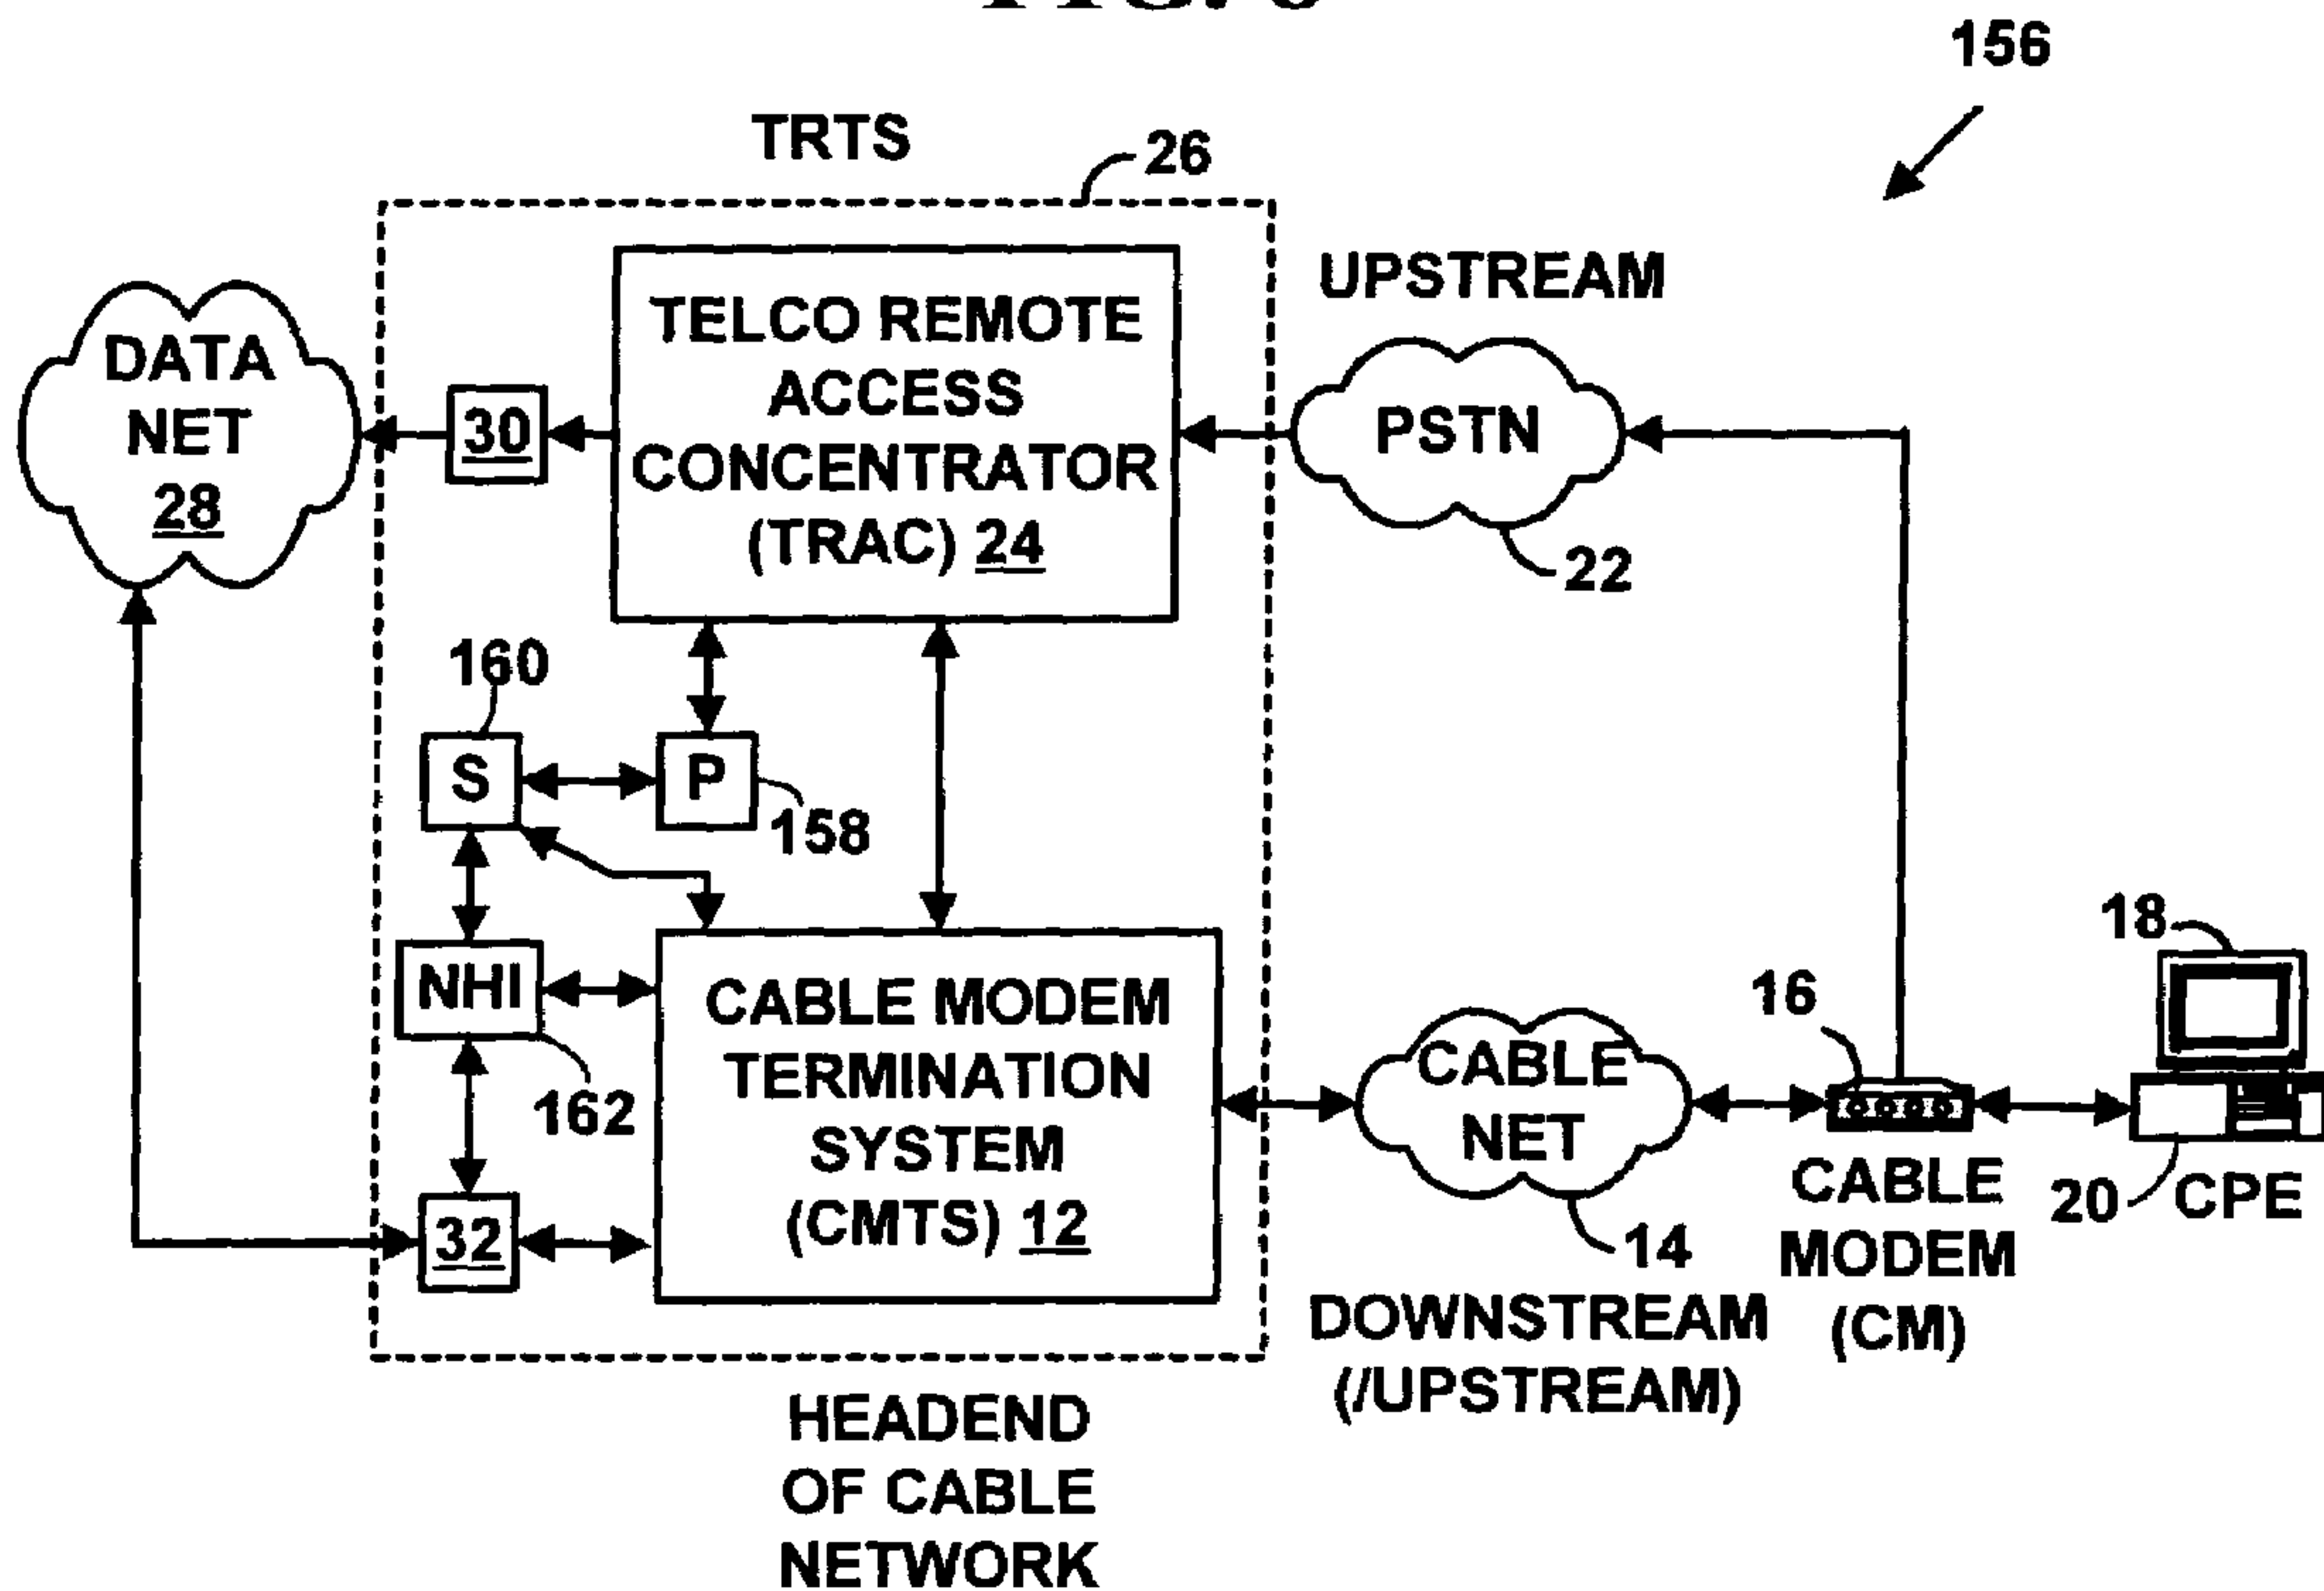 156
TRTS
26
UPSTREAM
DATA
NET
28
30
TELCO REMOTE
ACCESS
CONCENTRATOR
(TRAC) 24
PSTN
22
160
S
P
158
NHI
162
32
CABLE MODEM
TERMINATION
SYSTEM
(CMTS) 12
CABLE
NET
14
16
18
20
CPE
CABLE
MODEM
(CM)
DOWNSTREAM
(/UPSTREAM)
HEADEND
OF CABLE
NETWORK